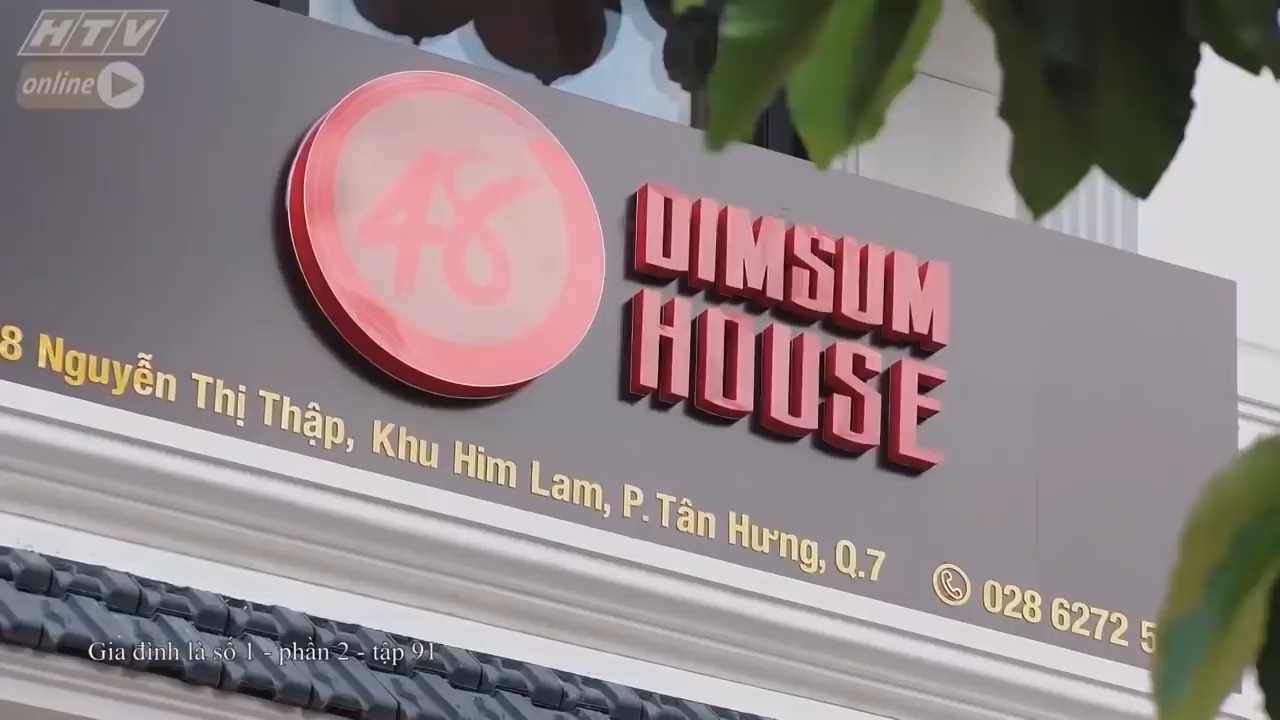 HTV
online
48
DIMSUM
HOUSE
8 Nguyễn Thị Thập, Khu Him Lam, P.Tân Hưng, Q.7
028 6272 5
Gia đình là số 1 - phần 2 - tập 91